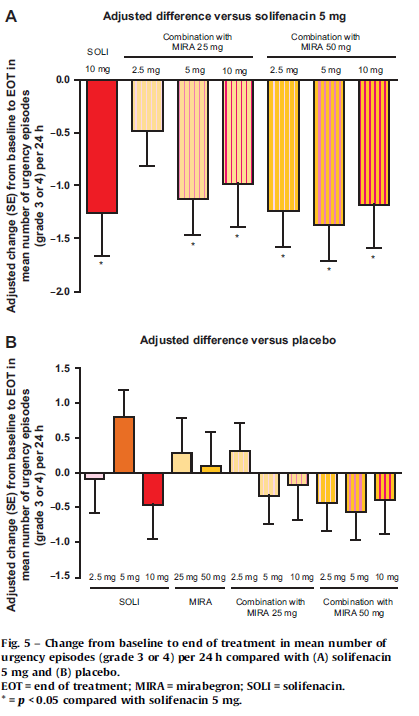 A
Adjusted difference versus solifenacin 5 mg
SOLI
Combination with
MIRA 25 mg
Combination with
MIRA 50 mg
10 mg
2.5 mg
5 mg
10 mg
2.5 mg
5 mg
10 mg
Adjusted change (SE) from baseline to EOT in
mean number of urgency episodes
(grade 3 or 4) per 24 h
0.0
−0.5
−1.0
−1.5
−2.0
*
*
*
*
*
*
B
Adjusted difference versus placebo
Adjusted change (SE) from baseline to EOT in
mean number of urgency episodes
(grade 3 or 4) per 24 h
1.5
1.0
0.5
0.0
−0.5
−1.0
−1.5
2.5 mg 5 mg 10 mg
25 mg 50 mg
2.5 mg 5 mg 10 mg
2.5 mg 5 mg 10 mg
SOLI
MIRA
Combination with
MIRA 25 mg
Combination with
MIRA 50 mg
Fig. 5 – Change from baseline to end of treatment in mean number of
urgency episodes (grade 3 or 4) per 24 h compared with (A) solifenacin
5 mg and (B) placebo.
EOT = end of treatment; MIRA = mirabegron; SOLI = solifenacin.
* = p < 0.05 compared with solifenacin 5 mg.